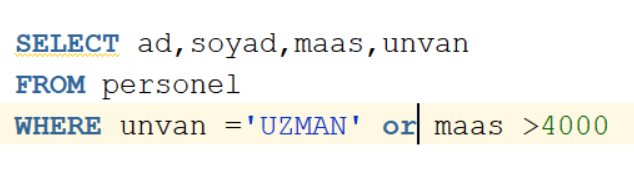 SELECT ad,soyad,maas,unvan
FROM personel
WHERE unvan ='UZMAN' or maas >4000